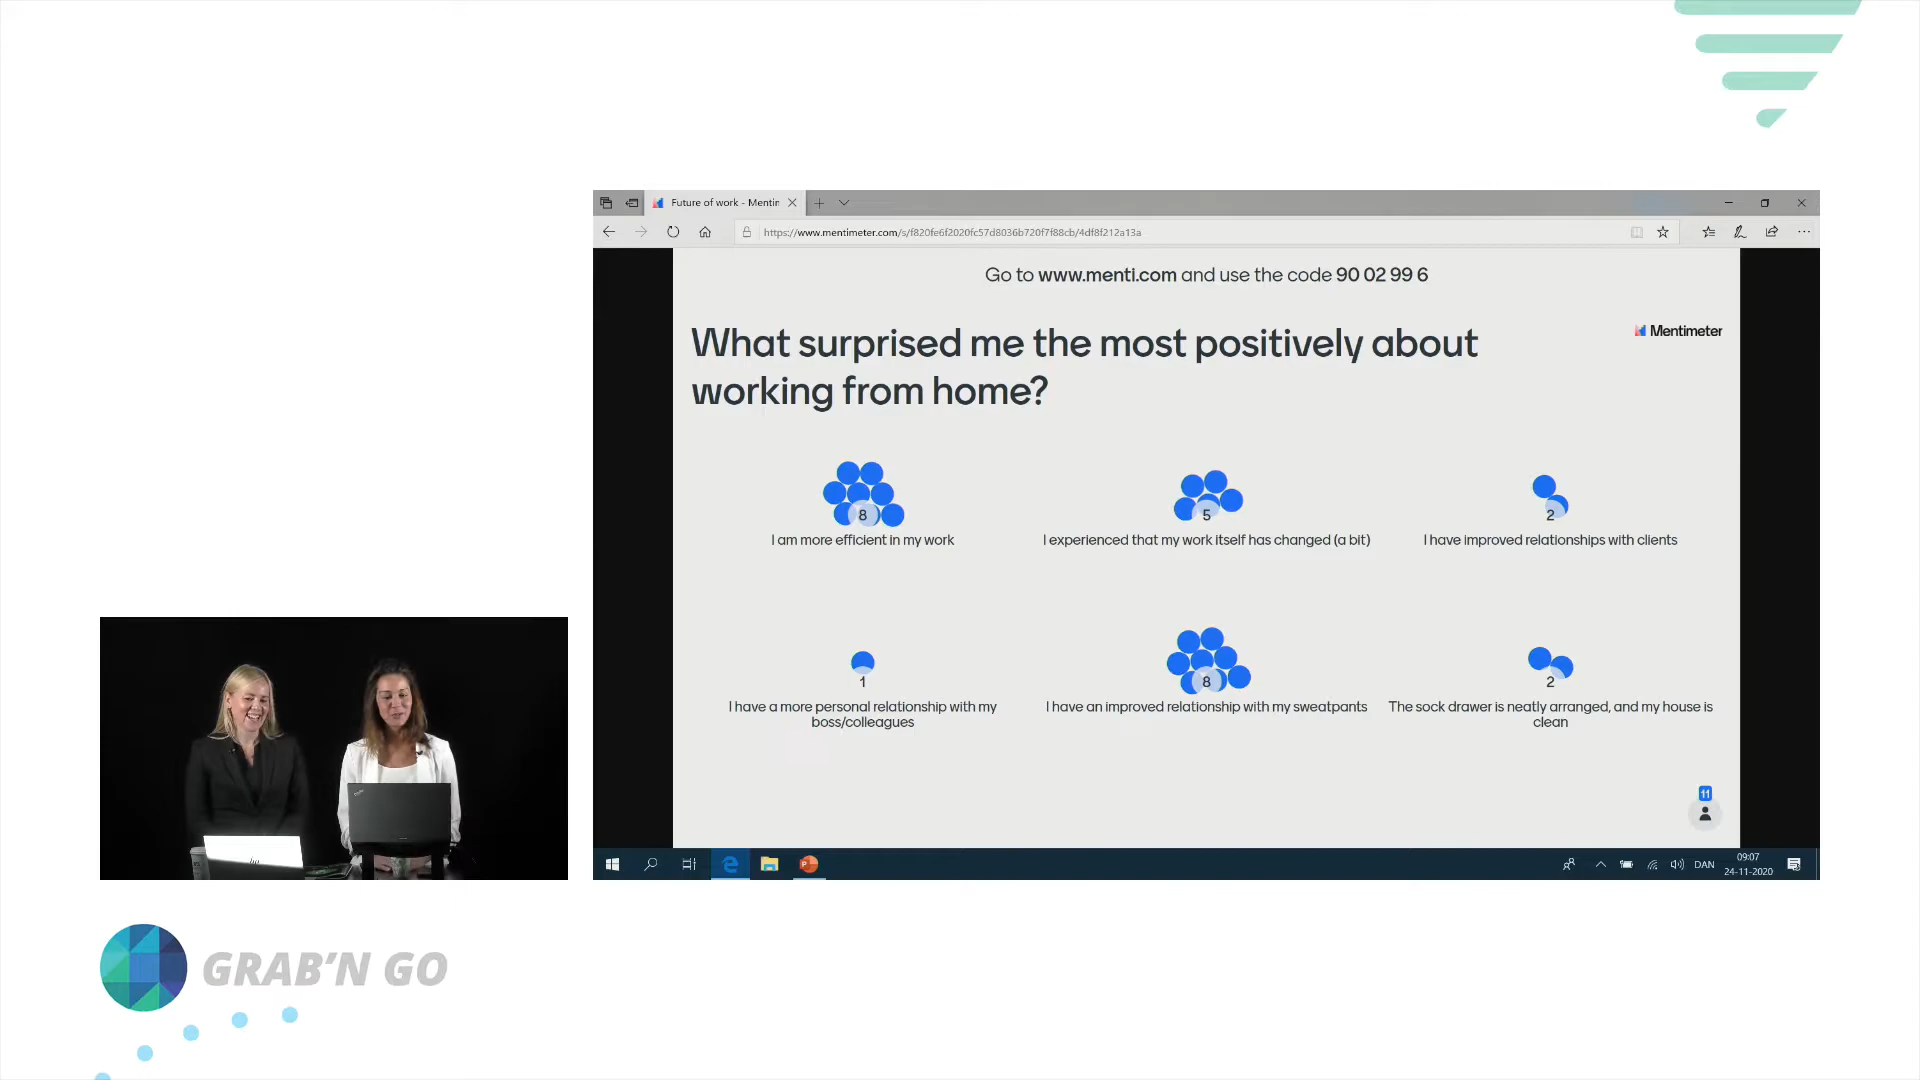 Future of work - Mentin
https://www.mentimeter.com/s/f820fe6f2020fc57d8036b720f7f88cb/4df8f212a13a
Go to www.menti.com and use the code 90 02 99 6
What surprised me the most positively about
working from home?
Mentimeter
8
I am more efficient in my work
5
I experienced that my work itself has changed (a bit)
2
I have improved relationships with clients
1
I have a more personal relationship with my
boss/colleagues
8
I have an improved relationship with my sweatpants
2
The sock drawer is neatly arranged, and my house is
clean
11
DAN
09:07
24-11-2020
hp
GRAB'N GO